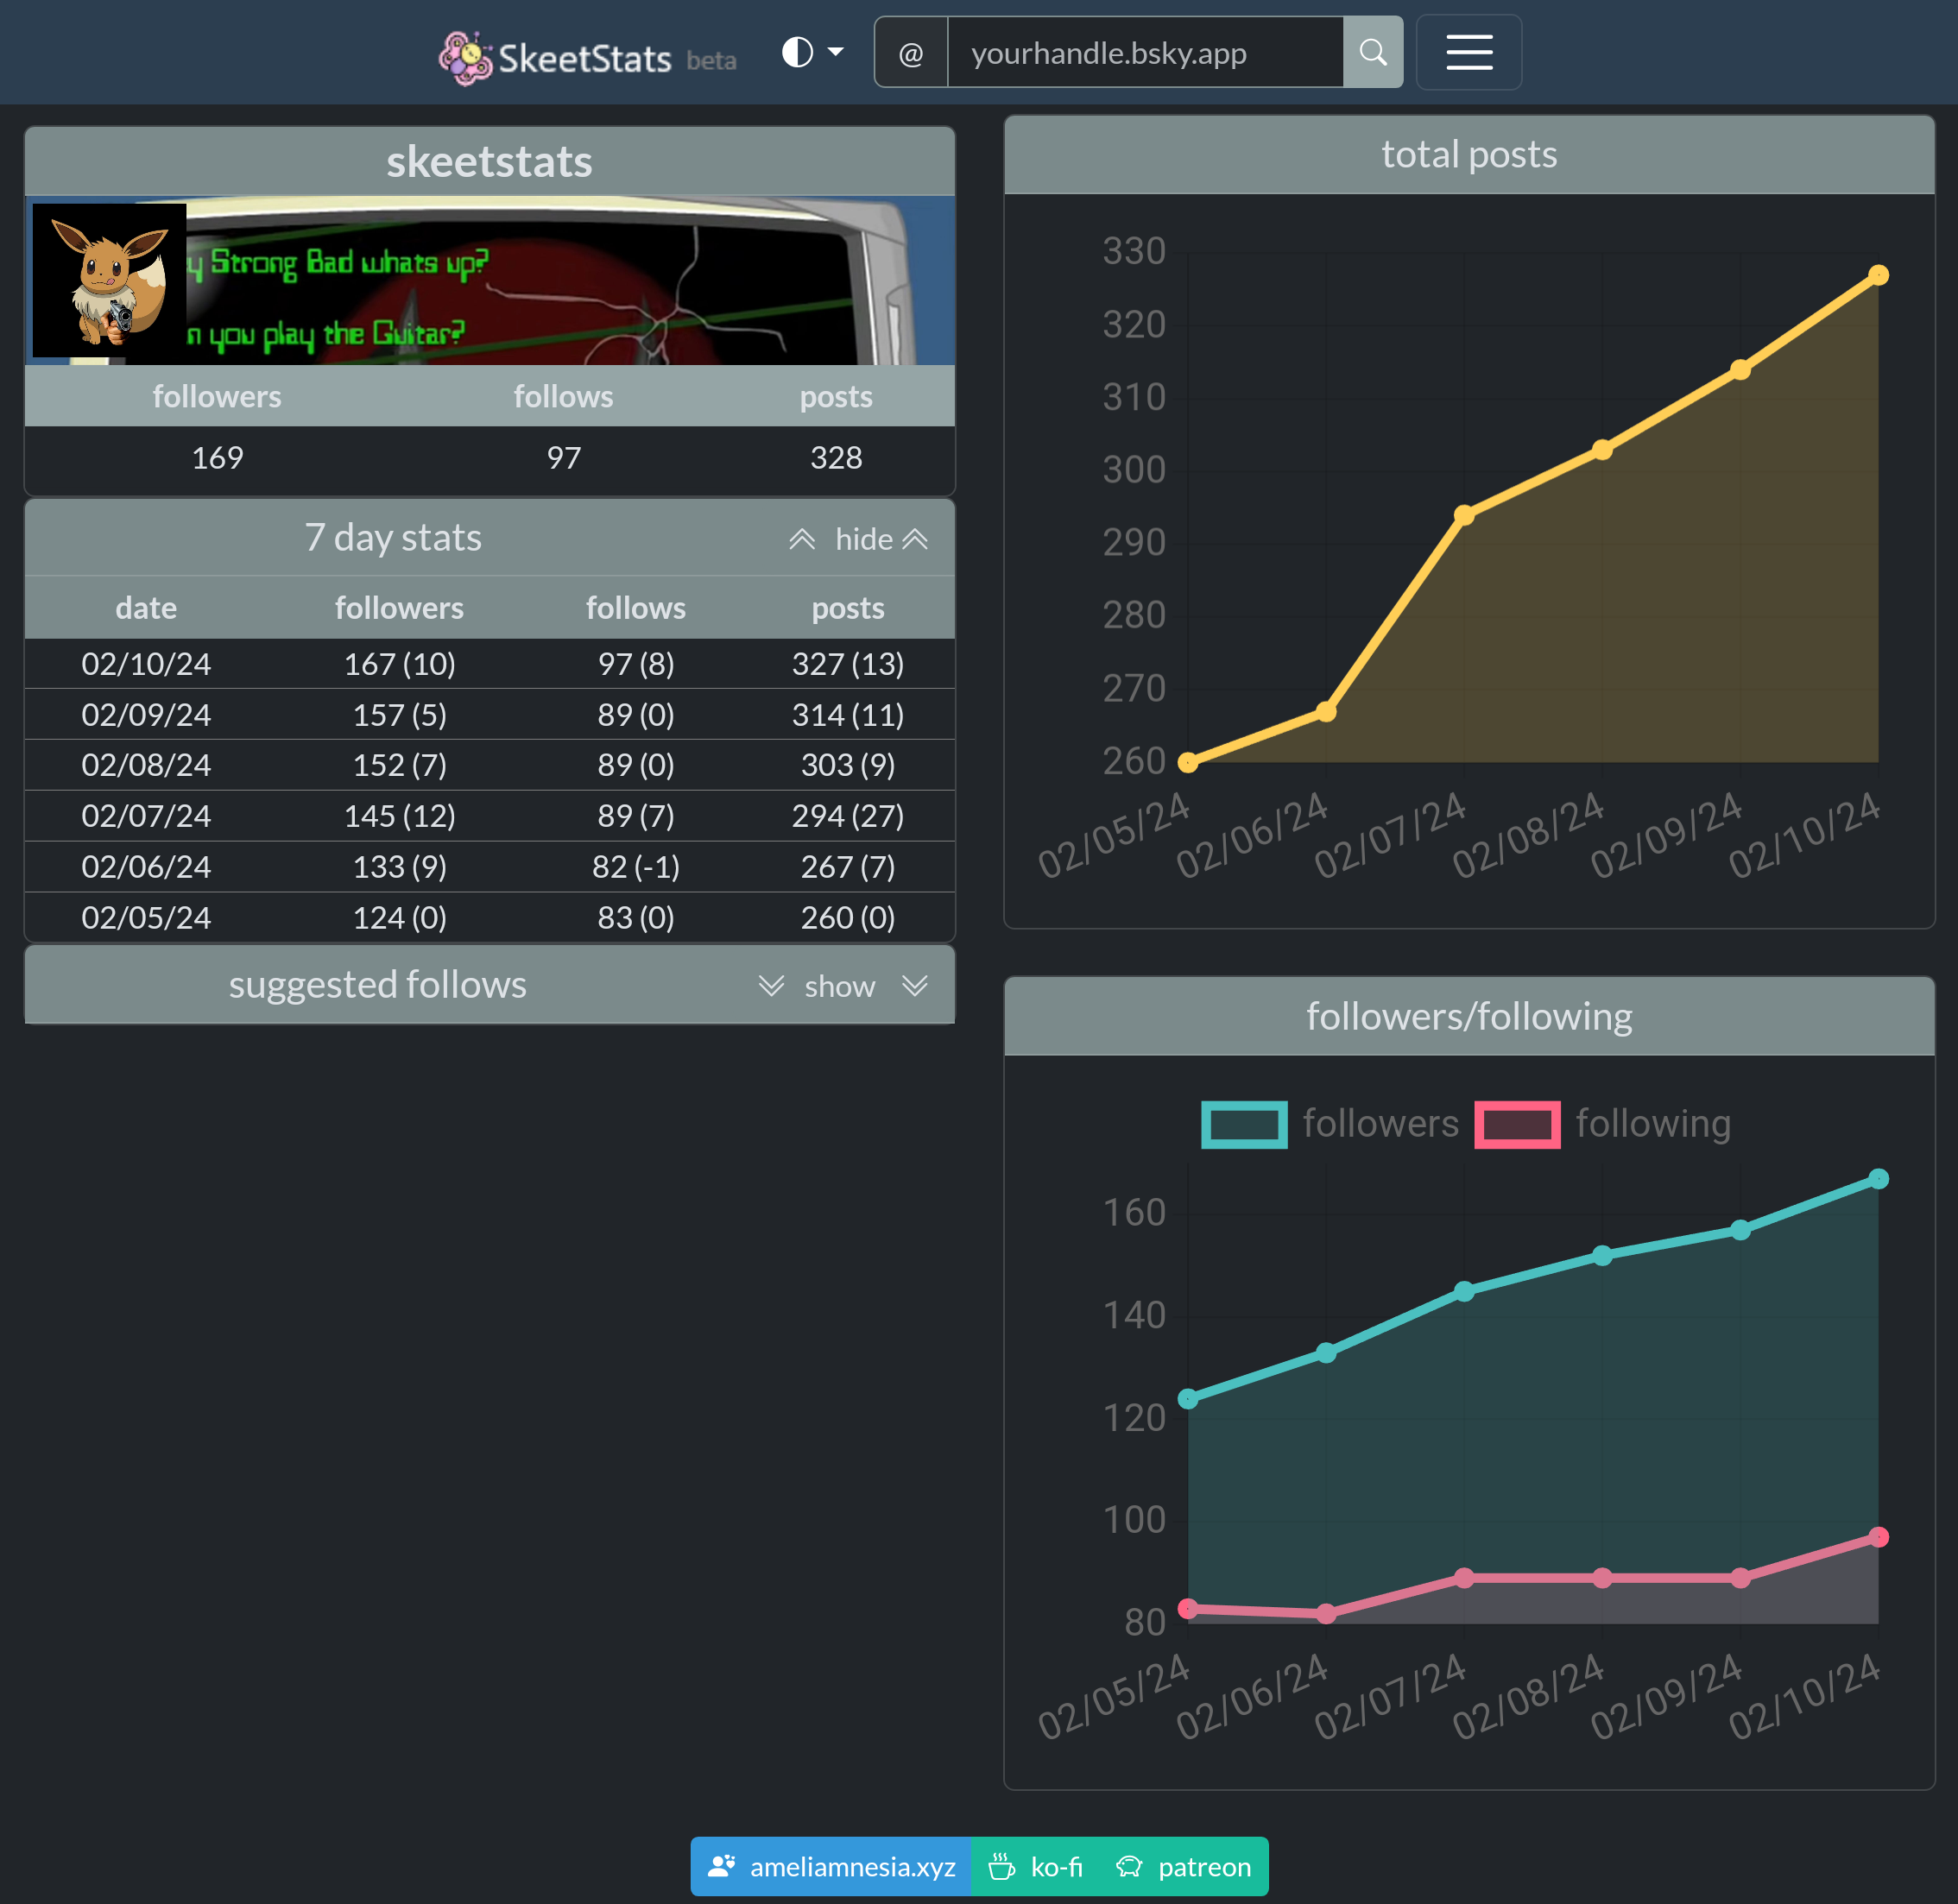 SkeetStats beta
@ yourhandle.bsky.app
skeetstats
y Strong Bad whats up?
n you play the Guitar?
followers follows posts
169 97 328
7 day stats hide
date followers follows posts
02/10/24 167 (10) 97 (8) 327 (13)
02/09/24 157 (5) 89 (0) 314 (11)
02/08/24 152 (7) 89 (0) 303 (9)
02/07/24 145 (12) 89 (7) 294 (27)
02/06/24 133 (9) 82 (-1) 267 (7)
02/05/24 124 (0) 83 (0) 260 (0)
suggested follows show
total posts
330
320
310
300
290
280
270
260
02/05/24 02/06/24 02/07/24 02/08/24 02/09/24 02/10/24
followers/following
followers following
160
140
120
100
80
02/05/24 02/06/24 02/07/24 02/08/24 02/09/24 02/10/24
ameliamnesia.xyz ko-fi patreon